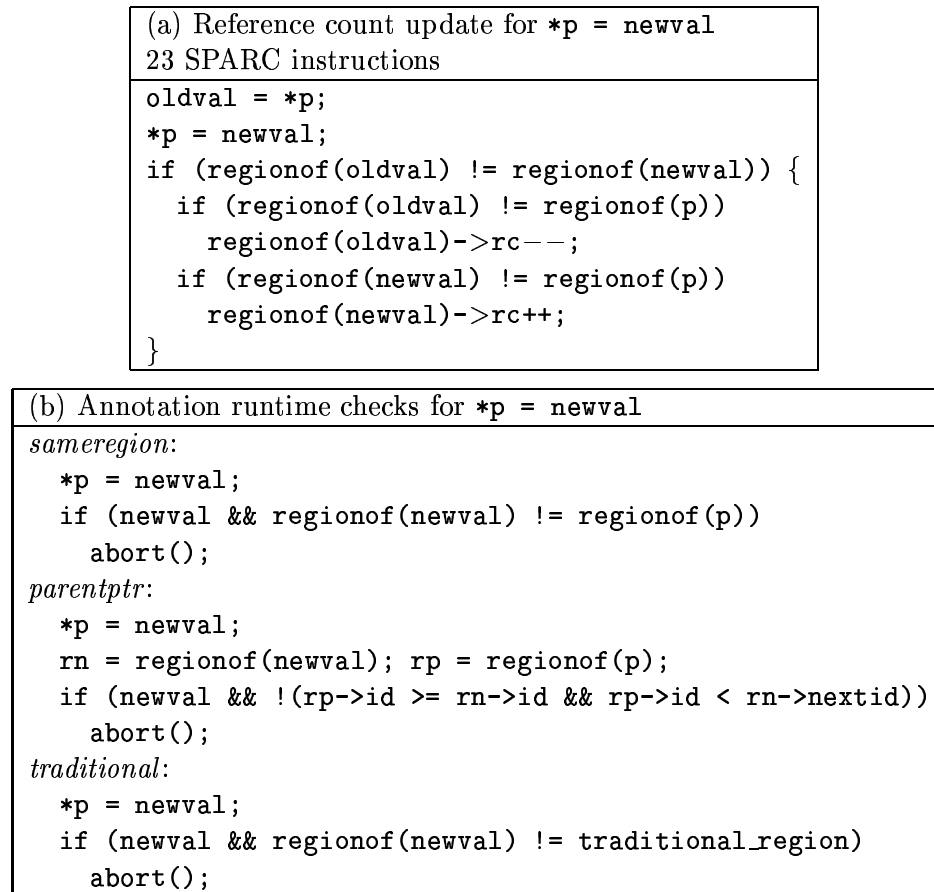 (a) Reference count update for *p = newval
23 SPARC instructions
oldval = *p;
*p = newval;
if (regionof(oldval) != regionof(newval)) {
if (regionof(oldval) != regionof(p))
regionof(oldval)->rc--;
if (regionof(newval) != regionof(p))
regionof(newval)->rc++;
}
(b) Annotation runtime checks for *p = newval
sameregion:
*p = newval;
if (newval && regionof(newval) != regionof(p))
abort();
parentptr:
*p = newval;
rn = regionof(newval); rp = regionof(p);
if (newval && !(rp->id >= rn->id && rp->id < rn->nextid))
abort();
traditional:
*p = newval;
if (newval && regionof(newval) != traditional_region)
abort();